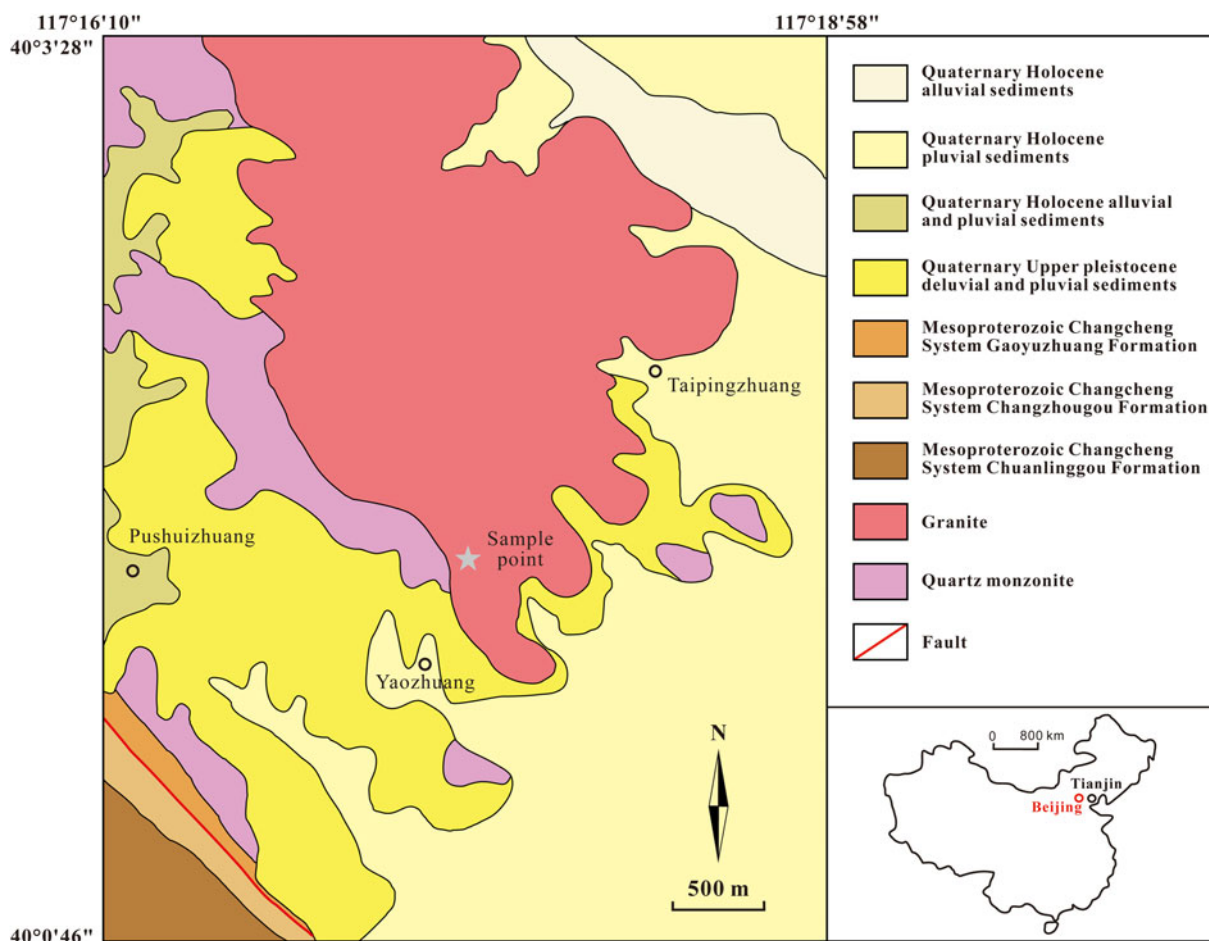 117°16'10"
117°18'58"
40°3'28"
40°0'46"
Taipingzhuang
Pushuizhuang
Sample
point
Yaozhuang
N
500 m
Quaternary Holocene
alluvial sediments
Quaternary Holocene
pluvial sediments
Quaternary Holocene alluvial
and pluvial sediments
Quaternary Upper pleistocene
deluvial and pluvial sediments
Mesoproterozoic Changcheng
System Gaoyuzhuang Formation
Mesoproterozoic Changcheng
System Changzhougou Formation
Mesoproterozoic Changcheng
System Chuanlinggou Formation
Granite
Quartz monzonite
Fault
0 800 km
Tianjin
Beijing